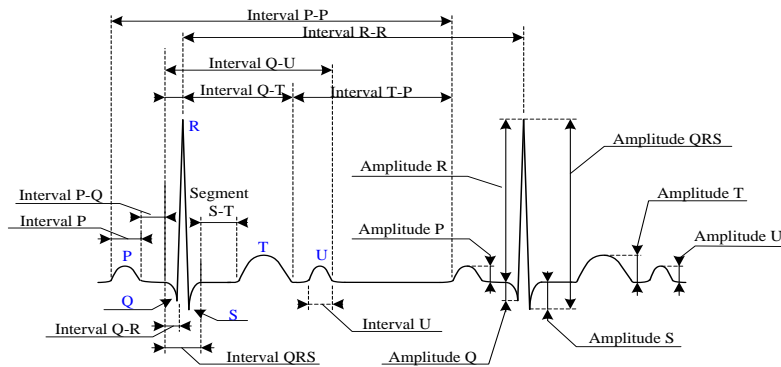 Interval P-P
Interval R-R
Interval Q-U
Interval Q-T
Interval T-P
R
Amplitude QRS
Amplitude R
Segment
S-T
Interval P-Q
Amplitude T
Interval P
Amplitude P
Amplitude U
P
T
U
Q
S
Interval Q-R
Interval U
Amplitude S
Interval QRS
Amplitude Q